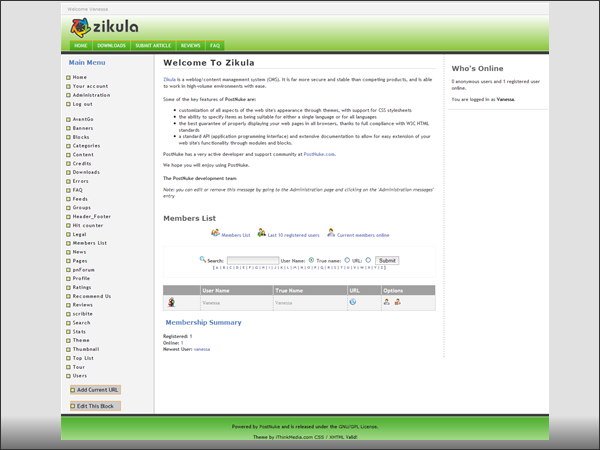 Welcome Vanessa
zikula
HOME DOWNLOADS SUBMIT ARTICLE REVIEWS FAQ
Main Menu
Home
Your account
Administration
Log out
AvantGo
Banners
Blocks
Categories
Content
Credits
Downloads
Errors
FAQ
Feeds
Groups
Header_Footer
Hit counter
Legal
Members List
News
Pages
pnForum
Profile
Ratings
Recommend Us
Reviews
scribite
Search
Stats
Theme
Thumbnail
Top List
Tour
Users
Add Current URL
Edit This Block
Welcome To Zikula
Zikula is a weblog/content management system (CMS). It is far more secure and stable than competing products, and is able
to work in high-volume environments with ease.
Some of the key features of PostNuke are:
customization of all aspects of the web site's appearance through themes, with support for CSS stylesheets
the ability to specify items as being suitable for either a single language or for all languages
the best guarantee of properly displaying your web pages in all browsers, thanks to full compliance with W3C HTML
standards
a standard API (application programming interface) and extensive documentation to allow for easy extension of your
web site's functionality through modules and blocks.
PostNuke has a very active developer and support community at PostNuke.com.
We hope you will enjoy using PostNuke.
The PostNuke development team
Note: you can edit or remove this message by going to the Administration page and clicking on the 'Administration messages'
entry
Members List
Members List Last 10 registered users Current members online
Search: User Name: True name: URL: Submit
[ A | B | C | D | E | F | G | H | I | J | K | L | M | N | O | P | Q | R | S | T | U | V | W | X | Y | Z ]
User Name True Name URL Options
Vanessa Vanessa
Membership Summary
Registered: 1
Online: 1
Newest User: vanessa
Who's Online
0 anonymous users and 1 registered user
online.
You are logged in as Vanessa.
Powered by PostNuke and is released under the GNU/GPL License.
Theme by iThinkMedia.com CSS / XHTML Valid!